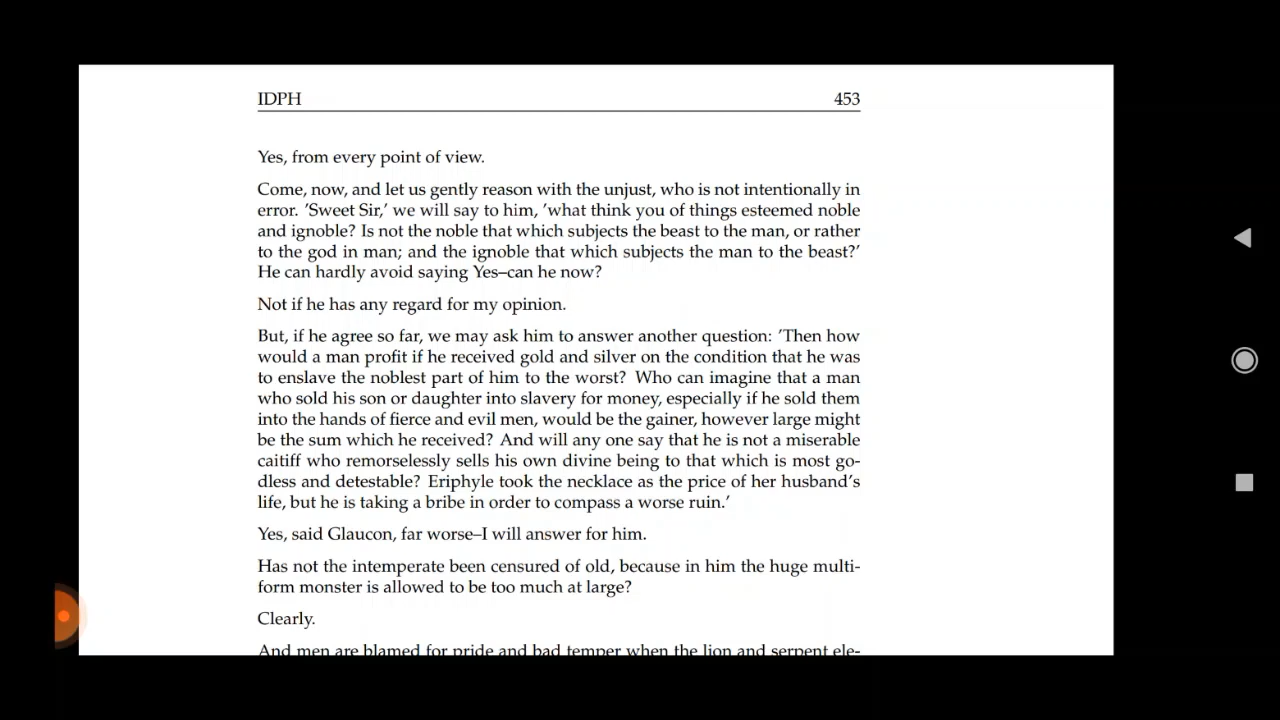 IDPH 453
Yes, from every point of view.
Come, now, and let us gently reason with the unjust, who is not intentionally in
error. ’Sweet Sir,’ we will say to him, ’what think you of things esteemed noble
and ignoble? Is not the noble that which subjects the beast to the man, or rather
to the god in man; and the ignoble that which subjects the man to the beast?’
He can hardly avoid saying Yes–can he now?
Not if he has any regard for my opinion.
But, if he agree so far, we may ask him to answer another question: ’Then how
would a man profit if he received gold and silver on the condition that he was
to enslave the noblest part of him to the worst? Who can imagine that a man
who sold his son or daughter into slavery for money, especially if he sold them
into the hands of fierce and evil men, would be the gainer, however large might
be the sum which he received? And will any one say that he is not a miserable
caitiff who remorselessly sells his own divine being to that which is most go-
dless and detestable? Eriphyle took the necklace as the price of her husband’s
life, but he is taking a bribe in order to compass a worse ruin.’
Yes, said Glaucon, far worse–I will answer for him.
Has not the intemperate been censured of old, because in him the huge multi-
form monster is allowed to be too much at large?
Clearly.
And men are blamed for pride and bad temper when the lion and serpent ele-